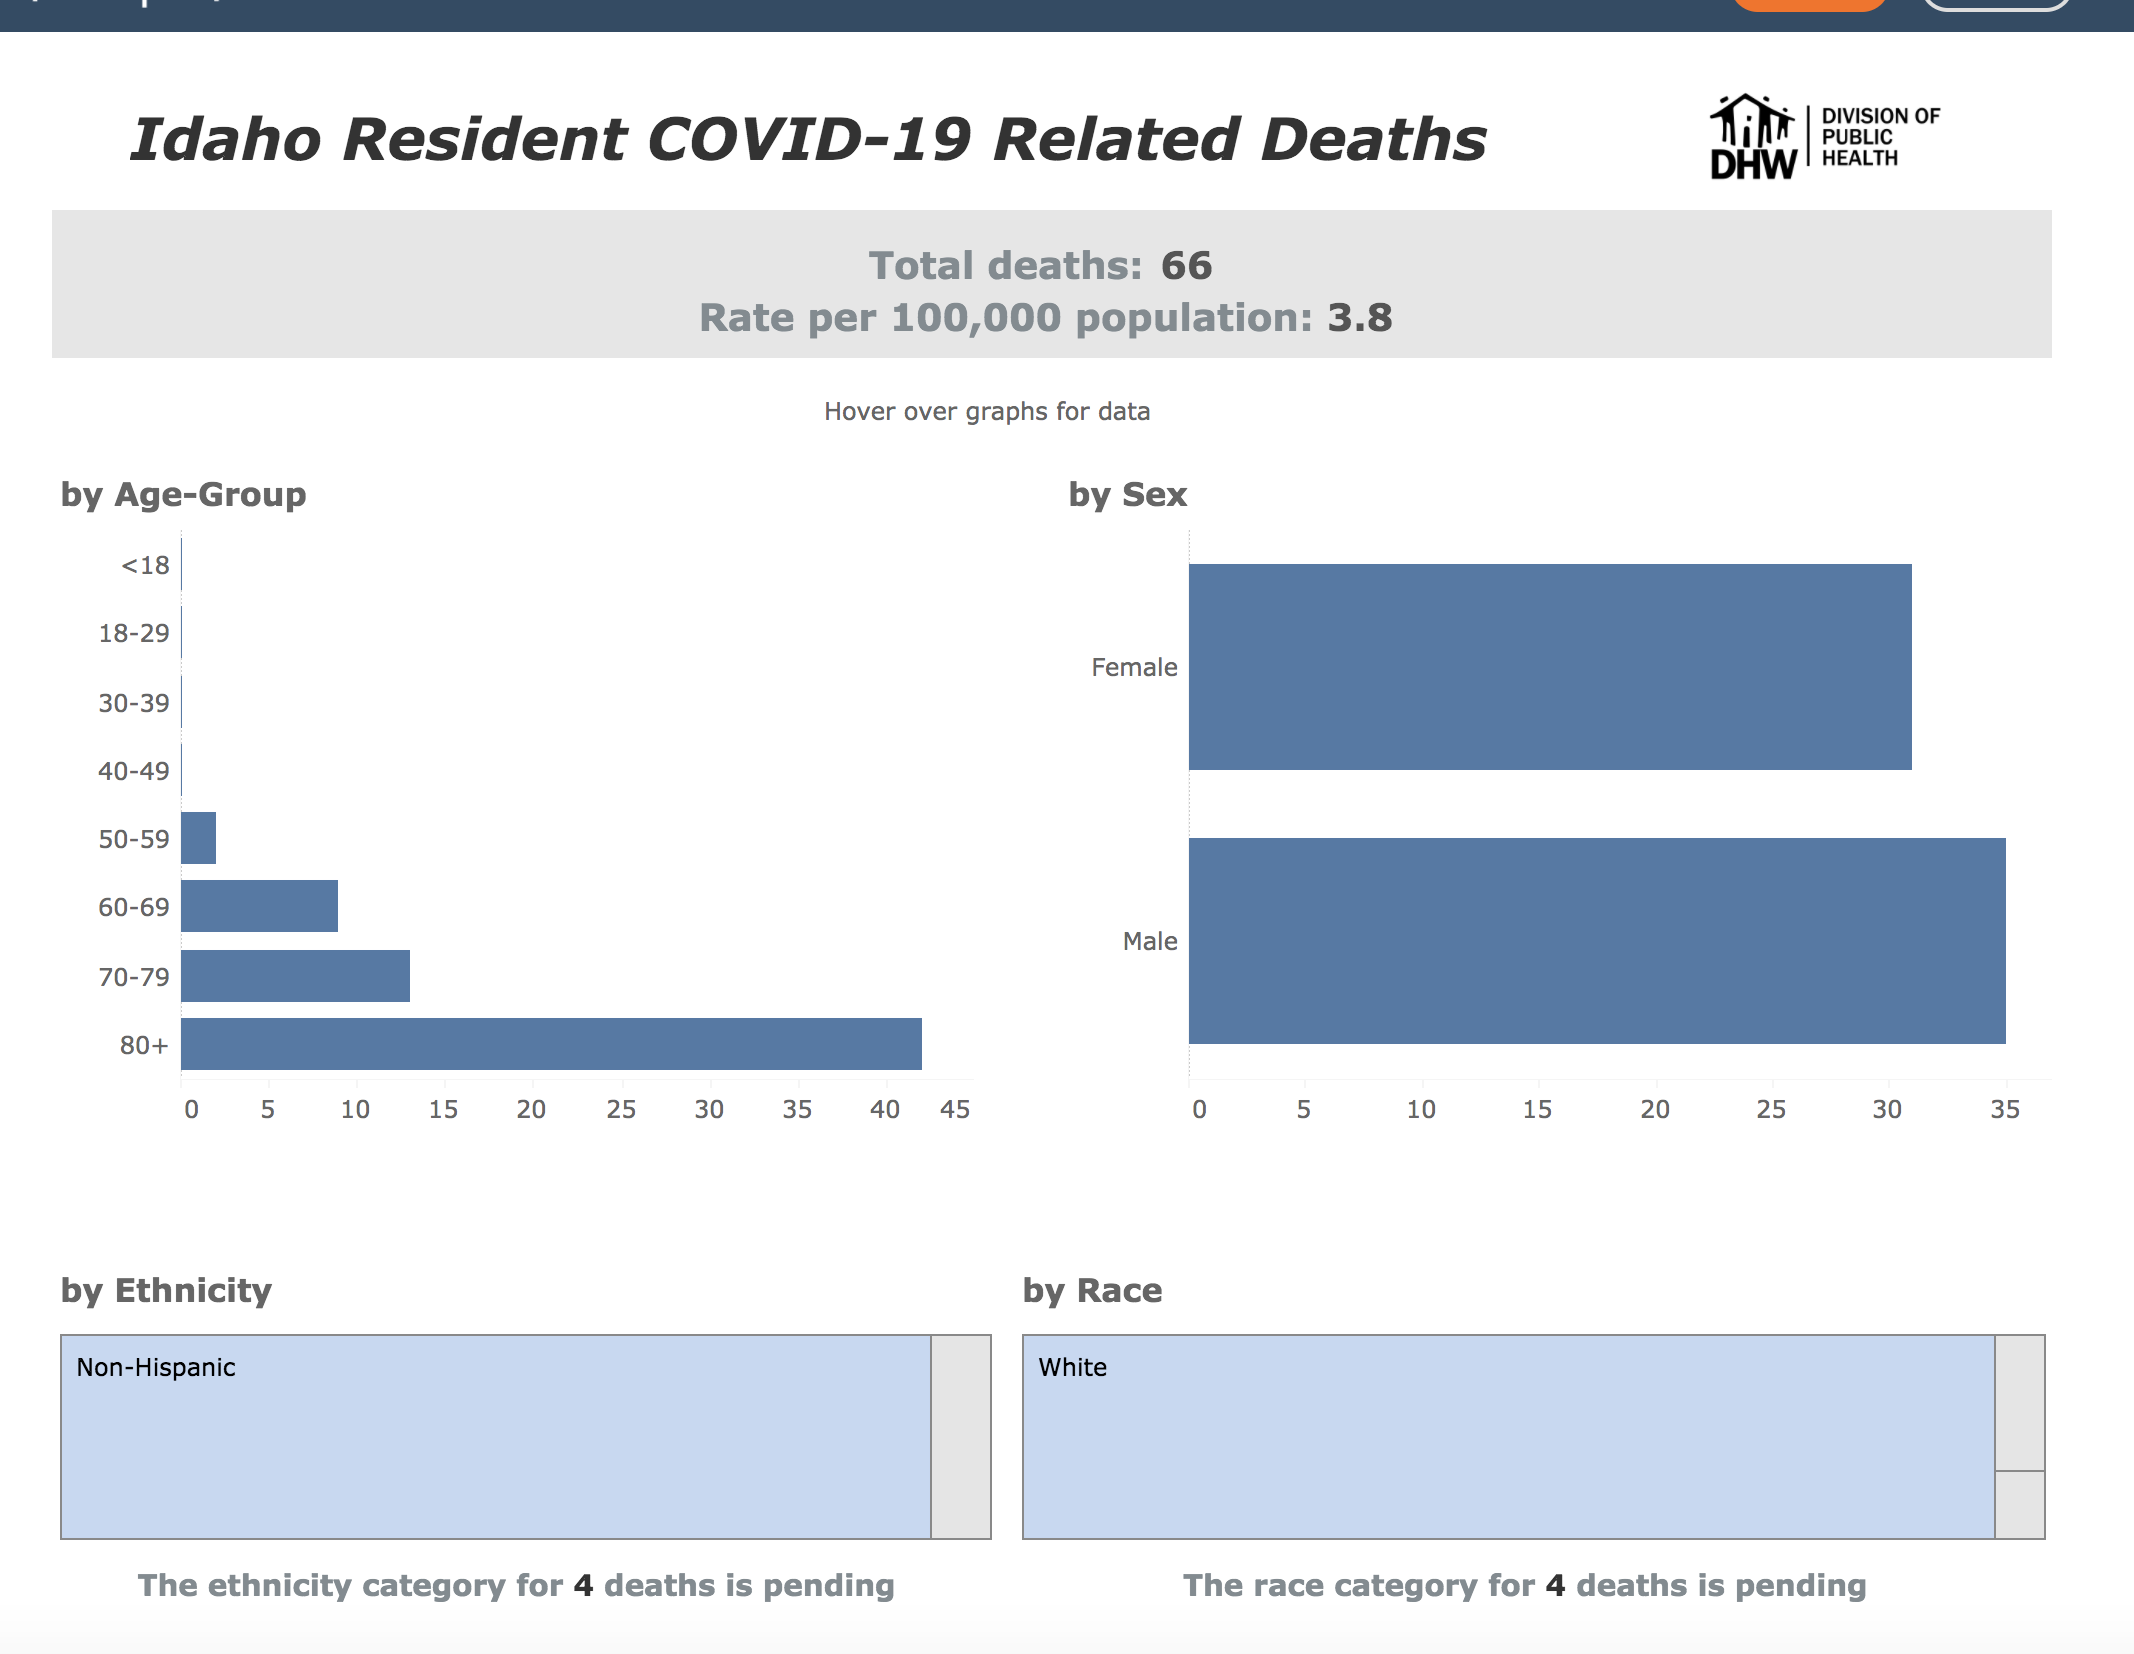 Idaho Resident COVID-19 Related Deaths
DHW
DIVISION OF
PUBLIC
HEALTH
Total deaths: 66
Rate per 100,000 population: 3.8
Hover over graphs for data
by Age-Group
<18
18-29
30-39
40-49
50-59
60-69
70-79
80+
0 5 10 15 20 25 30 35 40 45
by Sex
Female
Male
0 5 10 15 20 25 30 35
by Ethnicity
Non-Hispanic
The ethnicity category for 4 deaths is pending
by Race
White
The race category for 4 deaths is pending